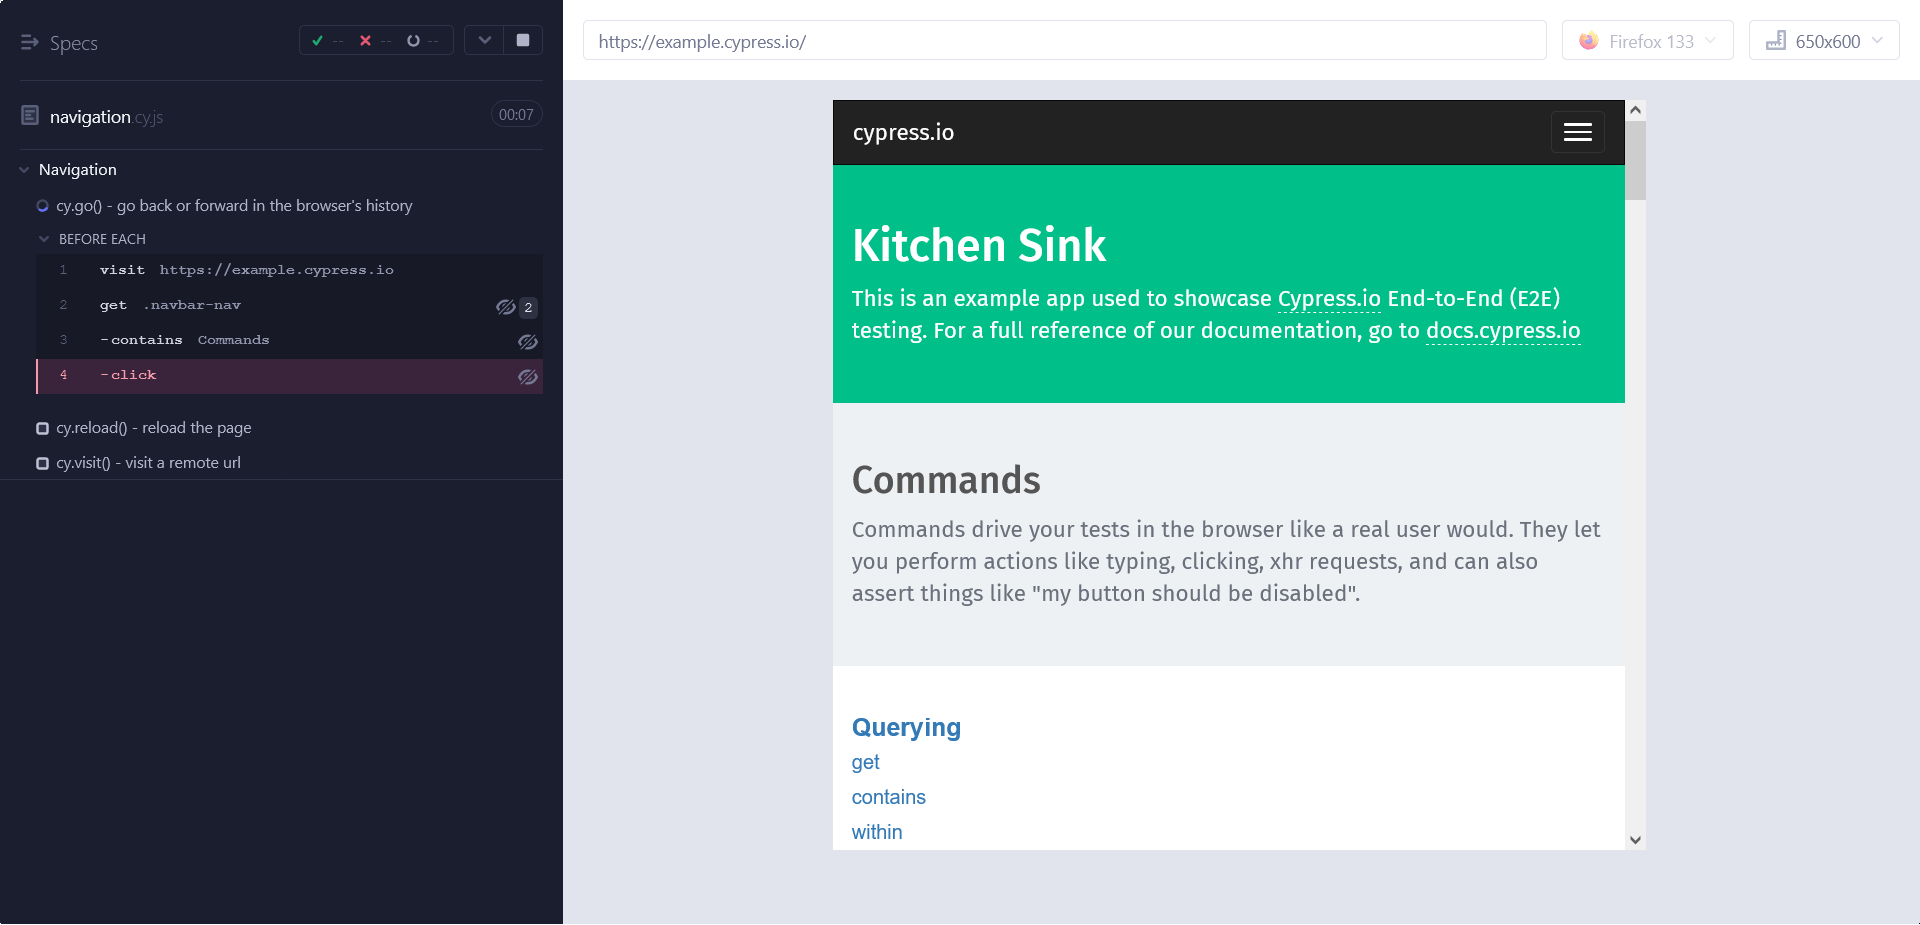 Specs
-- -- --
navigation.cy.js
00:07
Navigation
cy.go() - go back or forward in the browser's history
BEFORE EACH
1 visit https://example.cypress.io
2 get .navbar-nav 2
3 -contains Commands
4 -click
cy.reload() - reload the page
cy.visit() - visit a remote url
https://example.cypress.io/
Firefox 133
650x600
cypress.io
Kitchen Sink
This is an example app used to showcase Cypress.io End-to-End (E2E)
testing. For a full reference of our documentation, go to docs.cypress.io
Commands
Commands drive your tests in the browser like a real user would. They let
you perform actions like typing, clicking, xhr requests, and can also
assert things like "my button should be disabled".
Querying
get
contains
within